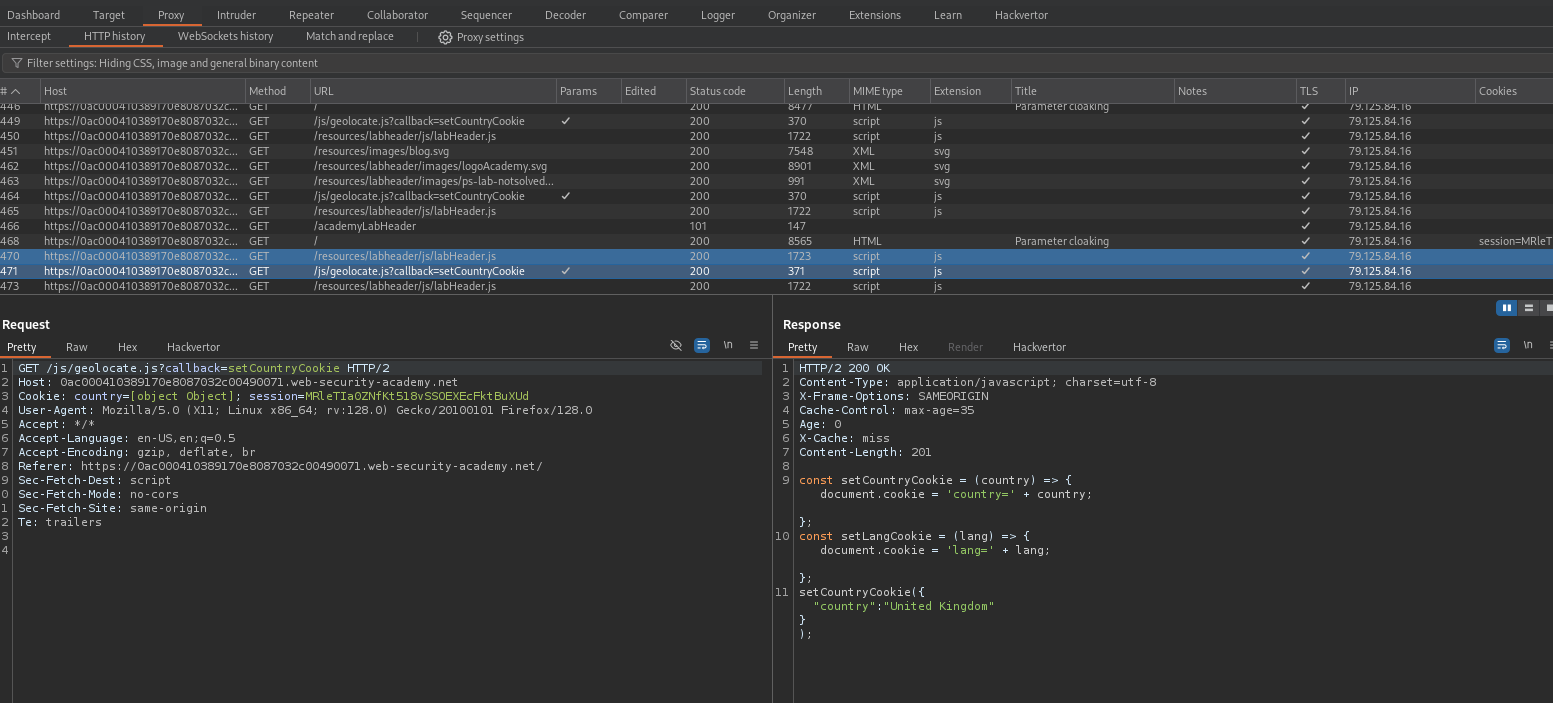 Dashboard Target Proxy Intruder Repeater Collaborator Sequencer Decoder Comparer Logger Organizer Extensions Learn Hackvertor
Intercept HTTP history WebSockets history Match and replace Proxy settings
Filter settings: Hiding CSS, image and general binary content
# Host Method URL Params Edited Status code Length MIME type Extension Title Notes TLS IP Cookies
446 https://0ac000410389170e8087032c... GET / 200 8477 HTML Parameter cloaking ✓ 79.125.84.16
449 https://0ac000410389170e8087032c... GET /js/geolocate.js?callback=setCountryCookie ✓ 200 370 script js ✓ 79.125.84.16
450 https://0ac000410389170e8087032c... GET /resources/labheader/js/labHeader.js 200 1722 script js ✓ 79.125.84.16
451 https://0ac000410389170e8087032c... GET /resources/images/blog.svg 200 7548 XML svg ✓ 79.125.84.16
462 https://0ac000410389170e8087032c... GET /resources/labheader/images/logoAcademy.svg 200 8901 XML svg ✓ 79.125.84.16
463 https://0ac000410389170e8087032c... GET /resources/labheader/images/ps-lab-notsolved... 200 991 XML svg ✓ 79.125.84.16
464 https://0ac000410389170e8087032c... GET /js/geolocate.js?callback=setCountryCookie ✓ 200 370 script js ✓ 79.125.84.16
465 https://0ac000410389170e8087032c... GET /resources/labheader/js/labHeader.js 200 1722 script js ✓ 79.125.84.16
466 https://0ac000410389170e8087032c... GET /academyLabHeader 101 147 ✓ 79.125.84.16
468 https://0ac000410389170e8087032c... GET / 200 8565 HTML Parameter cloaking ✓ 79.125.84.16 session=MRleT
470 https://0ac000410389170e8087032c... GET /resources/labheader/js/labHeader.js 200 1723 script js ✓ 79.125.84.16
471 https://0ac000410389170e8087032c... GET /js/geolocate.js?callback=setCountryCookie ✓ 200 371 script js ✓ 79.125.84.16
473 https://0ac000410389170e8087032c... GET /resources/labheader/js/labHeader.js 200 1722 script js ✓ 79.125.84.16
Request
Pretty Raw Hex Hackvertor \n
1 GET /js/geolocate.js?callback=setCountryCookie HTTP/2
2 Host: 0ac000410389170e8087032c00490071.web-security-academy.net
3 Cookie: country=[object Object]; session=MRleTIa0ZNfKt518vSSOEXEcFktBuXUd
4 User-Agent: Mozilla/5.0 (X11; Linux x86_64; rv:128.0) Gecko/20100101 Firefox/128.0
5 Accept: */*
6 Accept-Language: en-US,en;q=0.5
7 Accept-Encoding: gzip, deflate, br
8 Referer: https://0ac000410389170e8087032c00490071.web-security-academy.net/
9 Sec-Fetch-Dest: script
0 Sec-Fetch-Mode: no-cors
1 Sec-Fetch-Site: same-origin
2 Te: trailers
3
4
Response
Pretty Raw Hex Render Hackvertor \n
1 HTTP/2 200 OK
2 Content-Type: application/javascript; charset=utf-8
3 X-Frame-Options: SAMEORIGIN
4 Cache-Control: max-age=35
5 Age: 0
6 X-Cache: miss
7 Content-Length: 201
8
9 const setCountryCookie = (country) => {
document.cookie = 'country=' + country;
};
10 const setLangCookie = (lang) => {
document.cookie = 'lang=' + lang;
};
11 setCountryCookie({
"country":"United Kingdom"
}
);